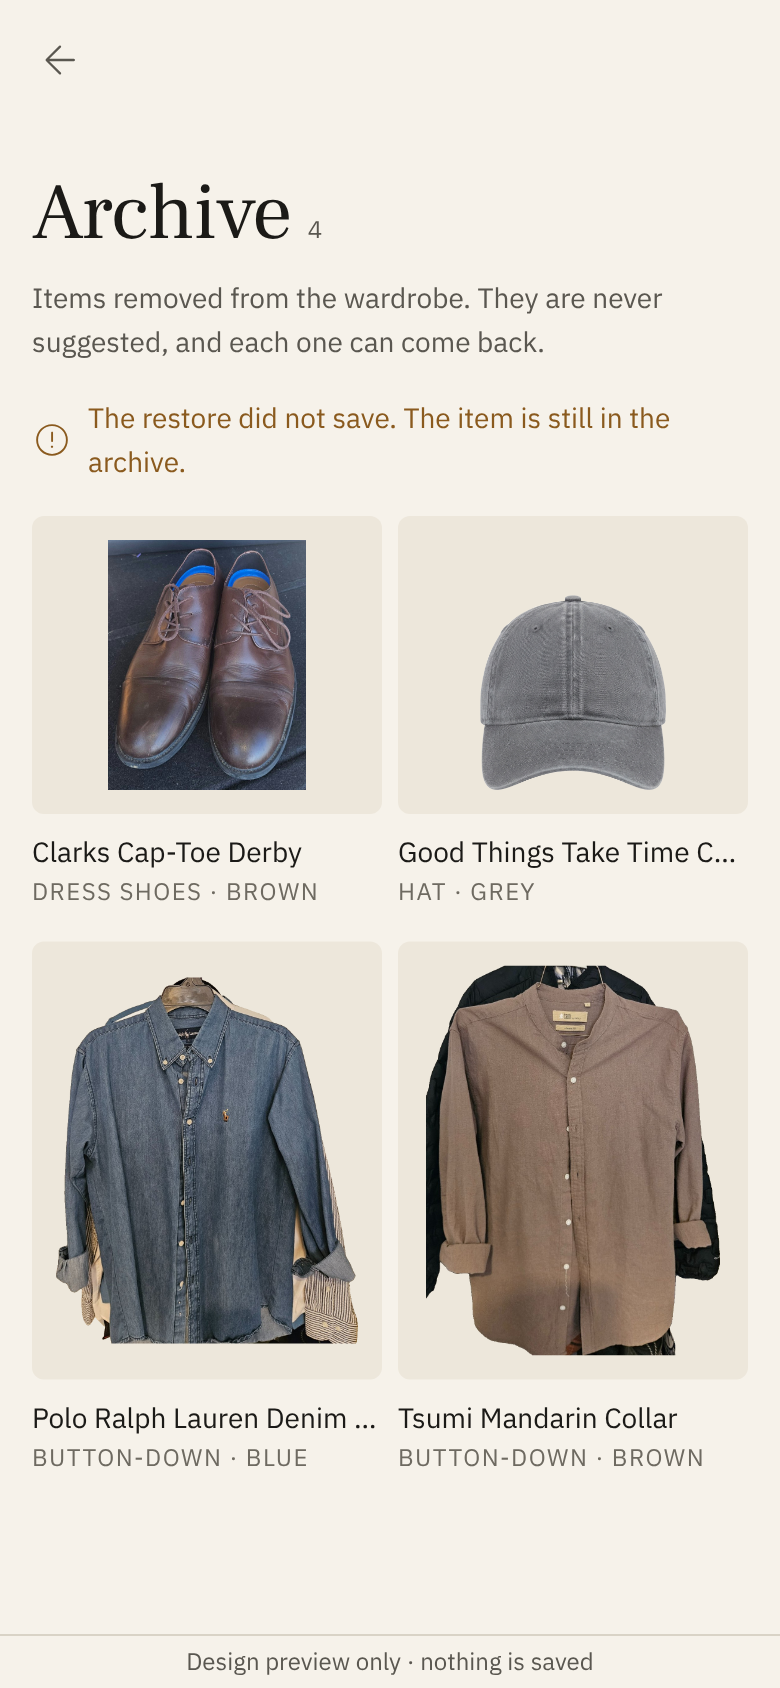 Archive 4
Items removed from the wardrobe. They are never
suggested, and each one can come back.
The restore did not save. The item is still in the
archive.
Clarks Cap-Toe Derby
DRESS SHOES · BROWN
Good Things Take Time C...
HAT · GREY
Polo Ralph Lauren Denim ...
BUTTON-DOWN · BLUE
Tsumi Mandarin Collar
BUTTON-DOWN · BROWN
Design preview only · nothing is saved